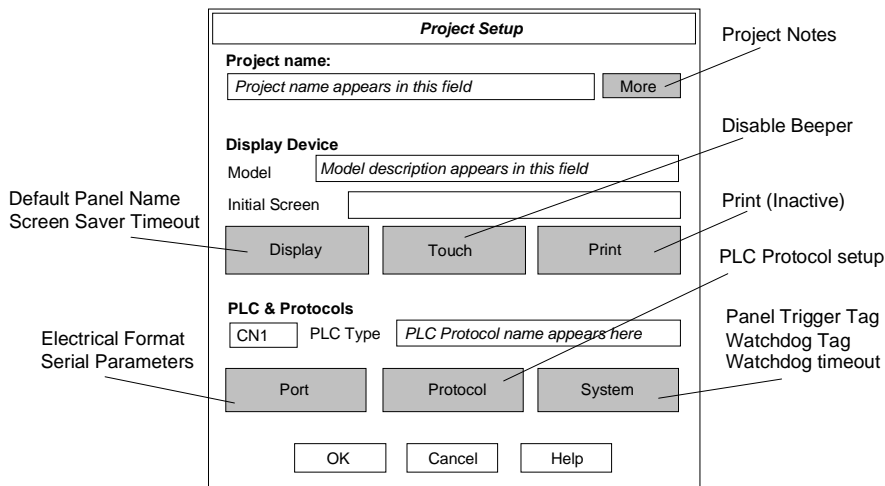 Project Setup
Project Notes
Project name:
Project name appears in this field
More
Disable Beeper
Display Device
Model
Model description appears in this field
Default Panel Name
Screen Saver Timeout
Initial Screen
Print (Inactive)
Display
Touch
Print
PLC Protocol setup
PLC & Protocols
CN1
PLC Type
PLC Protocol name appears here
Panel Trigger Tag
Watchdog Tag
Watchdog timeout
Electrical Format
Serial Parameters
Port
Protocol
System
OK
Cancel
Help